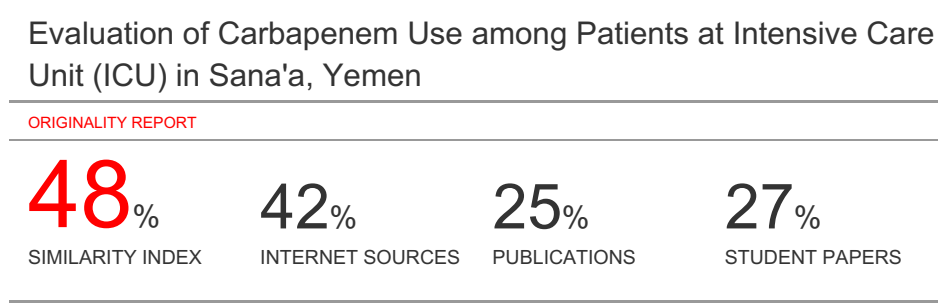 Evaluation of Carbapenem Use among Patients at Intensive Care
Unit (ICU) in Sana'a, Yemen
ORIGINALITY REPORT
48% 42% 25% 27%
SIMILARITY INDEX INTERNET SOURCES PUBLICATIONS STUDENT PAPERS